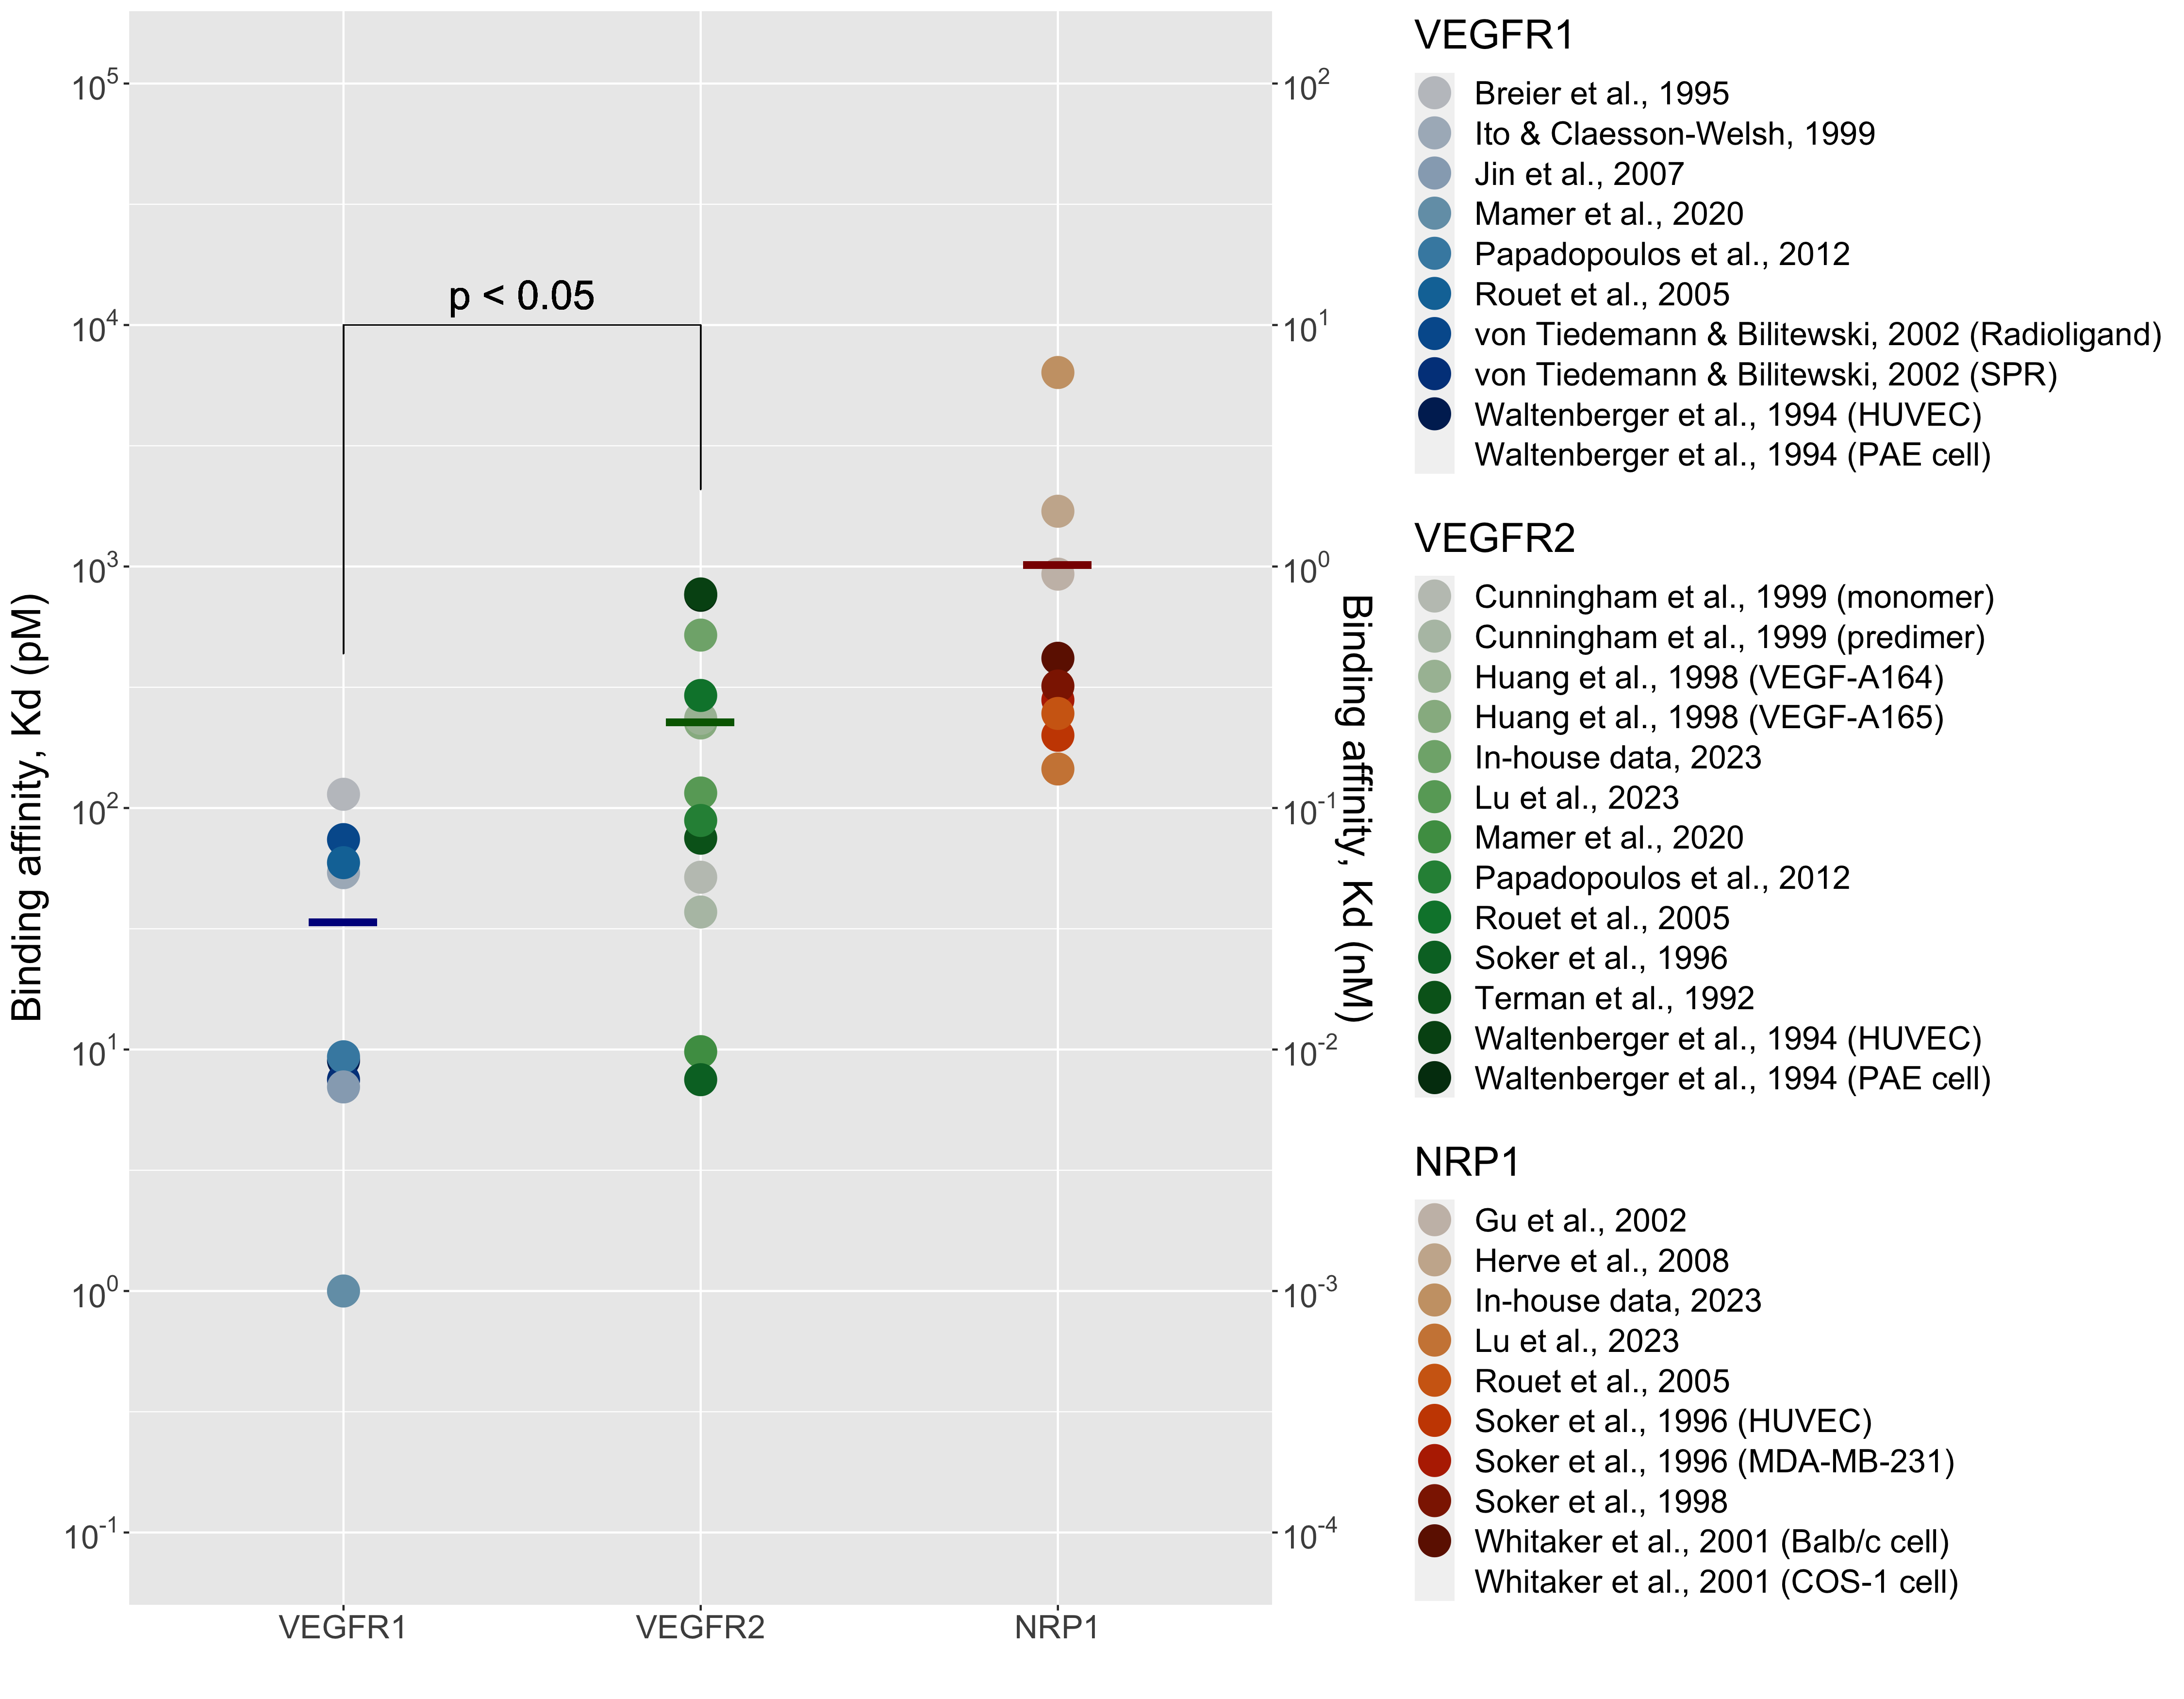 Binding affinity, Kd (pM)
10^5
10^4
10^3
10^2
10^1
10^0
10^-1
p < 0.05
VEGFR1
VEGFR2
NRP1
10^2
10^1
10^0
10^-1
10^-2
10^-3
10^-4
Binding affinity, Kd (nM)
VEGFR1
Breier et al., 1995
Ito & Claesson-Welsh, 1999
Jin et al., 2007
Mamer et al., 2020
Papadopoulos et al., 2012
Rouet et al., 2005
von Tiedemann & Bilitewski, 2002 (Radioligand)
von Tiedemann & Bilitewski, 2002 (SPR)
Waltenberger et al., 1994 (HUVEC)
Waltenberger et al., 1994 (PAE cell)
VEGFR2
Cunningham et al., 1999 (monomer)
Cunningham et al., 1999 (predimer)
Huang et al., 1998 (VEGF-A164)
Huang et al., 1998 (VEGF-A165)
In-house data, 2023
Lu et al., 2023
Mamer et al., 2020
Papadopoulos et al., 2012
Rouet et al., 2005
Soker et al., 1996
Terman et al., 1992
Waltenberger et al., 1994 (HUVEC)
Waltenberger et al., 1994 (PAE cell)
NRP1
Gu et al., 2002
Herve et al., 2008
In-house data, 2023
Lu et al., 2023
Rouet et al., 2005
Soker et al., 1996 (HUVEC)
Soker et al., 1996 (MDA-MB-231)
Soker et al., 1998
Whitaker et al., 2001 (Balb/c cell)
Whitaker et al., 2001 (COS-1 cell)